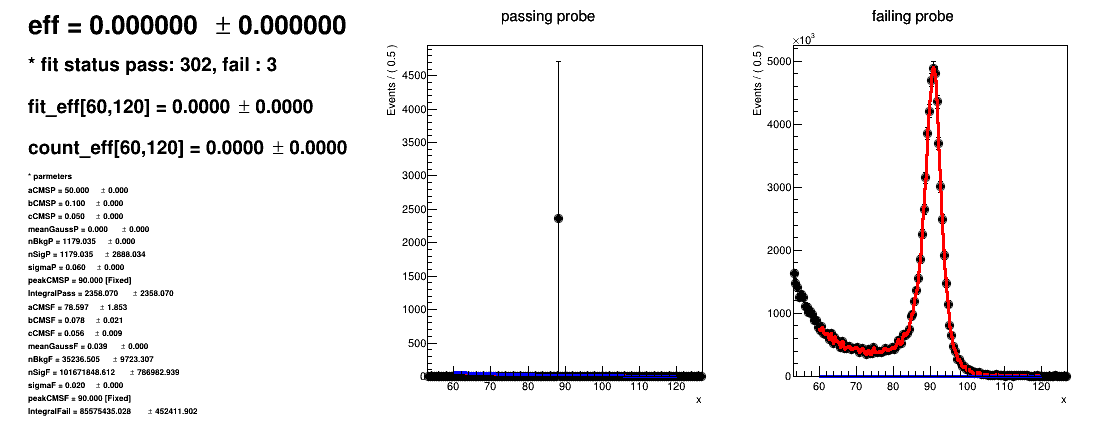 eff = 0.000000 ± 0.000000
* fit status pass: 302, fail : 3
fit_eff[60,120] = 0.0000 ± 0.0000
count_eff[60,120] = 0.0000 ± 0.0000
* parmeters
aCMSP = 50.000 ± 0.000
bCMSP = 0.100 ± 0.000
cCMSP = 0.050 ± 0.000
meanGaussP = 0.000 ± 0.000
nBkgP = 1179.035 ± 0.000
nSigP = 1179.035 ± 2888.034
sigmaP = 0.060 ± 0.000
peakCMSP = 90.000 [Fixed]
IntegralPass = 2358.070 ± 2358.070
aCMSF = 78.597 ± 1.853
bCMSF = 0.078 ± 0.021
cCMSF = 0.056 ± 0.009
meanGaussF = 0.039 ± 0.000
nBkgF = 35236.505 ± 9723.307
nSigF = 101671848.612 ± 786982.939
sigmaF = 0.020 ± 0.000
peakCMSF = 90.000 [Fixed]
IntegralFail = 85575435.028 ± 452411.902
passing probe
Events / ( 0.5 )
4500
4000
3500
3000
2500
2000
1500
1000
500
0
60 70 80 90 100 110 120
x
failing probe
×10³
Events / ( 0.5 )
5000
4000
3000
2000
1000
0
60 70 80 90 100 110 120
x